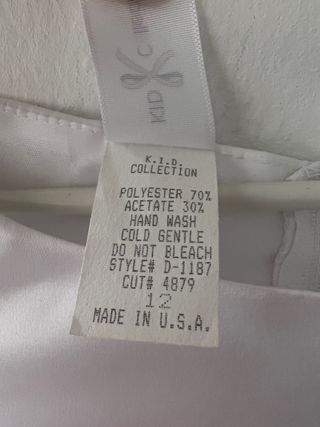 KID C
K.I.D.
COLLECTION
POLYESTER 70%
ACETATE 30%
HAND WASH
COLD GENTLE
DO NOT BLEACH
STYLE# D-1187
CUT# 4879
12
MADE IN U.S.A.